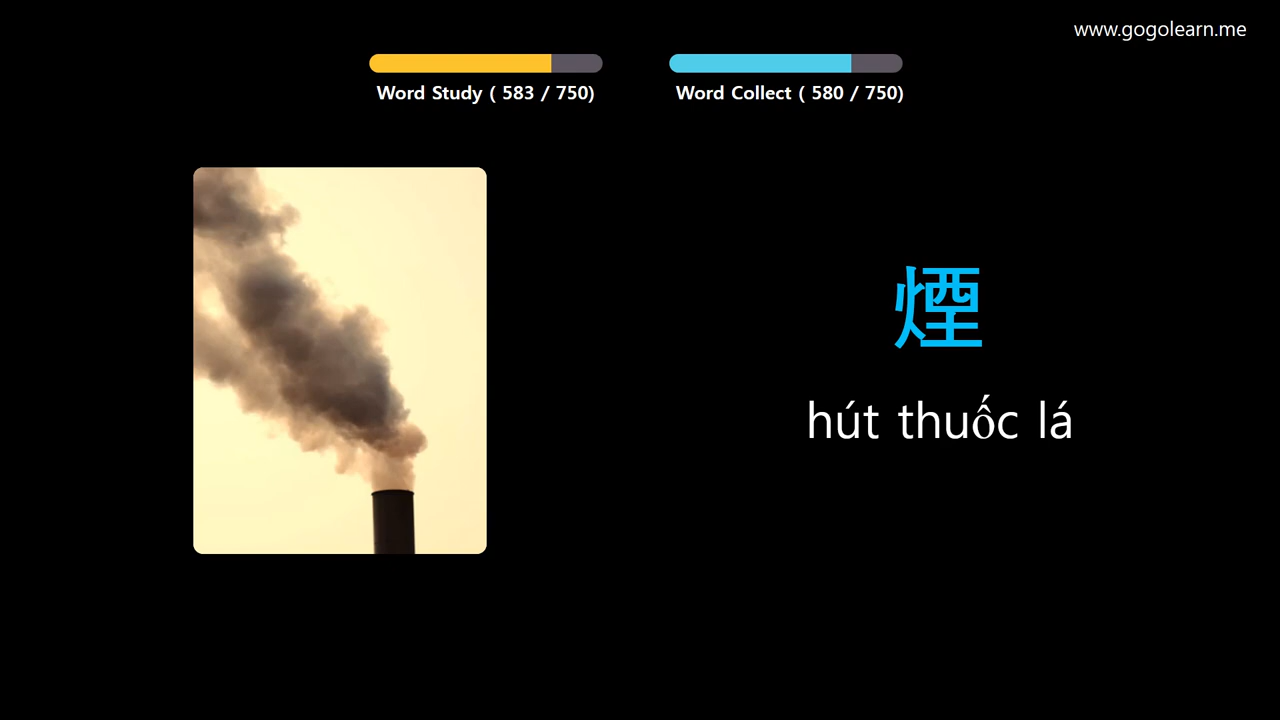 www.gogolearn.me
Word Study ( 583 / 750)
Word Collect ( 580 / 750)
煙
hút thuốc lá